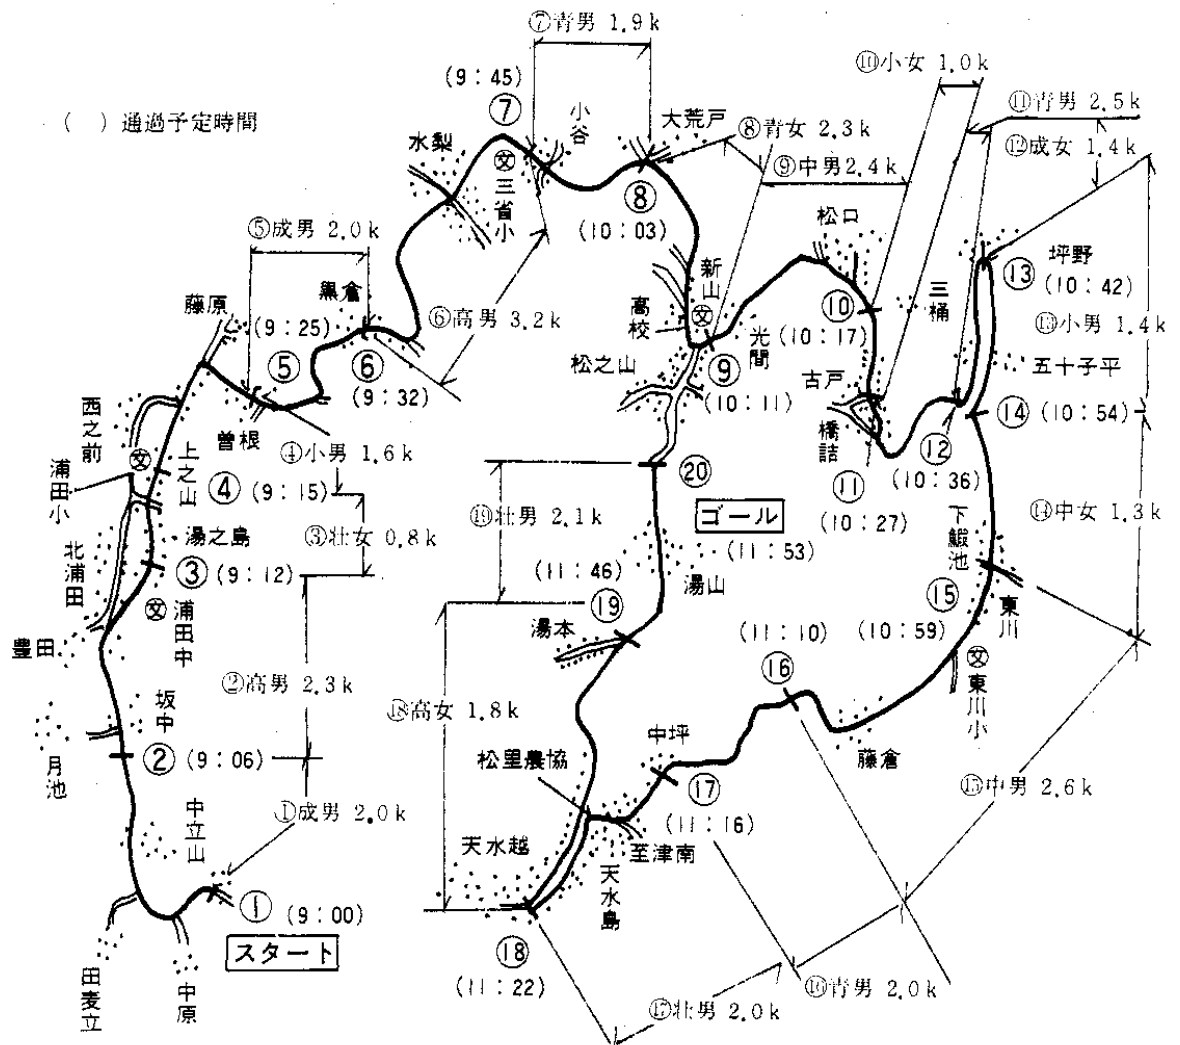 ( ) 通過予定時間
⑦青男 1.9k
⑩小女 1.0k
⑪青男 2.5k
⑫成女 1.4k
⑧青女 2.3k
⑨中男2.4k
(9:45)
⑦
小谷
大荒戸
水梨
文
三省小
⑧
(10:03)
⑤成男 2.0k
黒倉
⑥高男 3.2k
藤原
(9:25)
⑤
⑥
(9:32)
新山
高校
文
松之山
⑨
(10:11)
光間
松口
⑩
(10:17)
三桶
坪野
⑬
(10:42)
⑬小男 1.4k
五十子平
⑭ (10:54)
古戸
橋詰
⑪
(10:27)
⑫
(10:36)
西之前
曽根
④小男 1.6k
文
上之山
浦田小
④ (9:15)
③壮女 0.8k
湯之島
③ (9:12)
北浦田
文
浦田中
豊田
②高男 2.3k
坂中
② (9:06)
月池
①成男 2.0k
中立山
① (9:00)
スタート
田麦立
中原
⑳
ゴール
(11:53)
⑲壮男 2.1k
湯山
(11:46)
⑲
湯本
⑱高女 1.8k
下鰕池
⑭中女 1.3k
⑮
(10:59)
東川
文
東川小
(11:10)
⑯
藤倉
⑮中男 2.6k
中坪
⑰
(11:16)
松里農協
至津南
天水越
天水島
⑱
(11:22)
⑯青男 2.0k
⑰壮男 2.0k